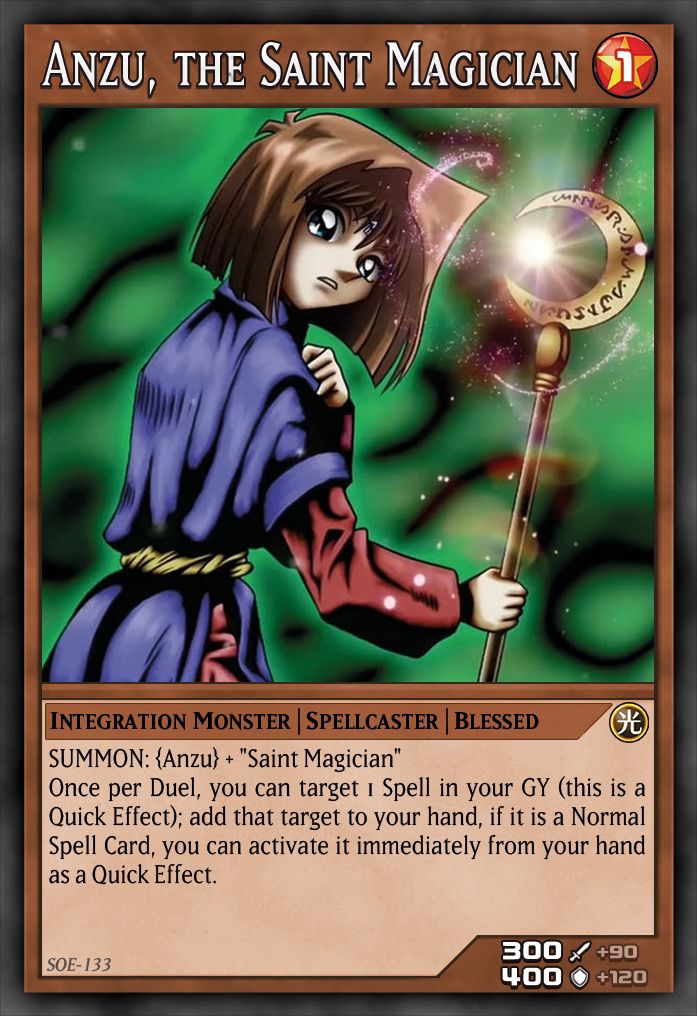 Anzu, the Saint Magician
1
Integration Monster | Spellcaster | Blessed
光
SUMMON: {Anzu} + "Saint Magician"
Once per Duel, you can target 1 Spell in your GY (this is a
Quick Effect); add that target to your hand, if it is a Normal
Spell Card, you can activate it immediately from your hand
as a Quick Effect.
300 +90
400 +120
SOE-133